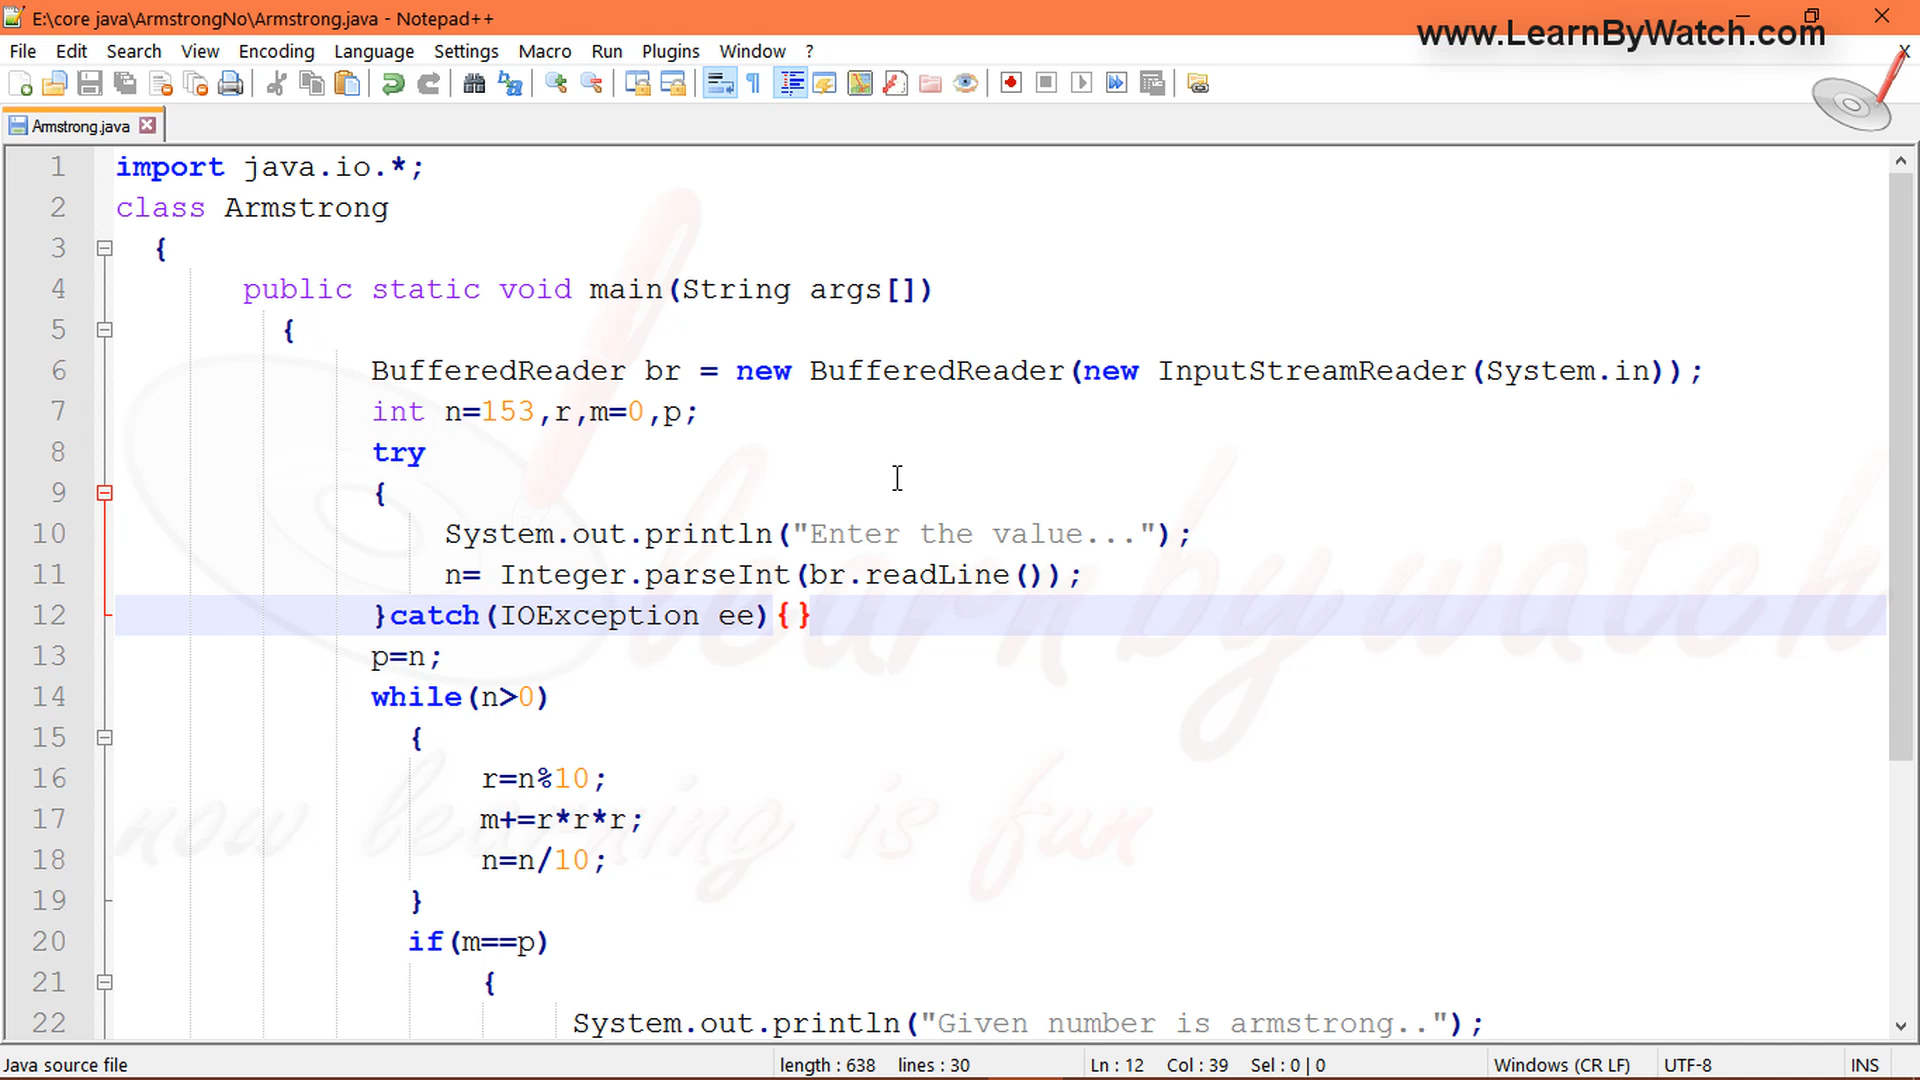 E:\core java\ArmstrongNo\Armstrong.java - Notepad++
www.LearnByWatch.com
File Edit Search View Encoding Language Settings Macro Run Plugins Window ? X
Armstrong.java
1 import java.io.*;
2 class Armstrong
3 {
4 public static void main(String args[])
5 {
6 BufferedReader br = new BufferedReader(new InputStreamReader(System.in));
7 int n=153,r,m=0,p;
8 try
9 {
10 System.out.println("Enter the value...");
11 n= Integer.parseInt(br.readLine());
12 }catch(IOException ee){}
13 p=n;
14 while(n>0)
15 {
16 r=n%10;
17 m+=r*r*r;
18 n=n/10;
19 }
20 if(m==p)
21 {
22 System.out.println("Given number is armstrong..");
learnbywatch
now learning is fun
Java source file length : 638 lines : 30 Ln : 12 Col : 39 Sel : 0 | 0 Windows (CR LF) UTF-8 INS